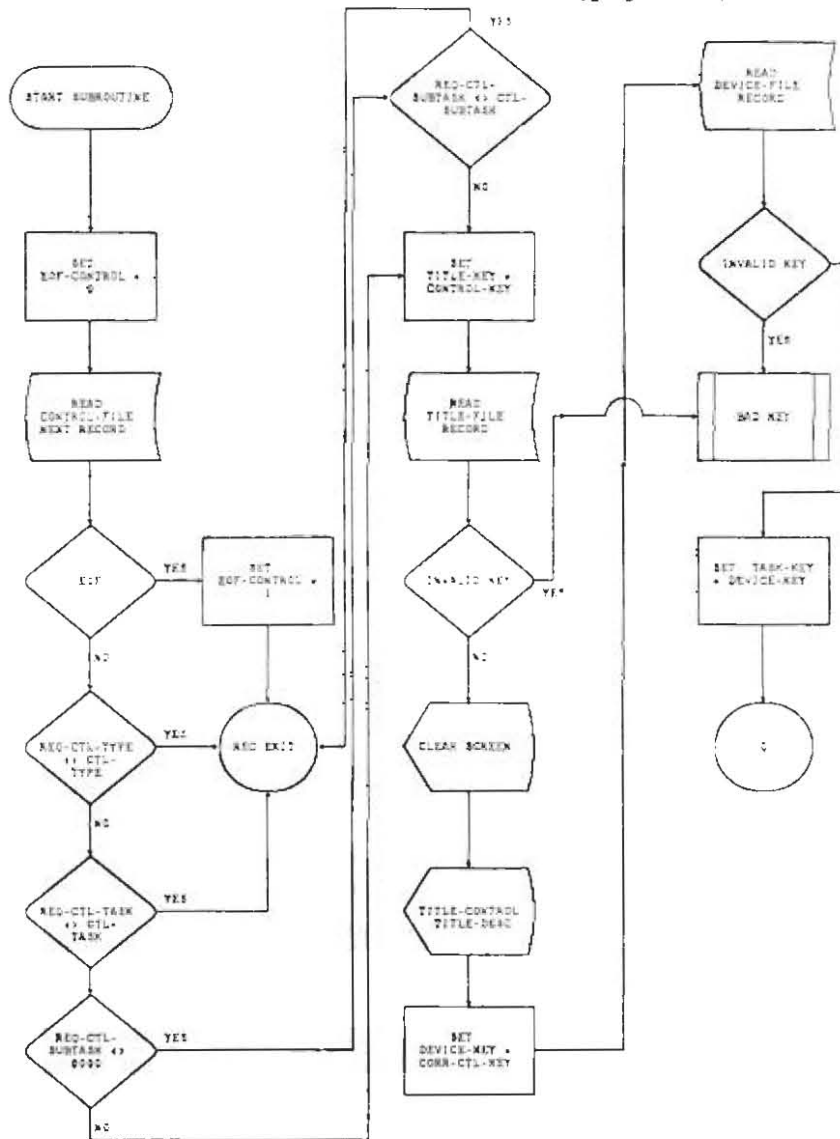 START SUBROUTINE
SET
EOF-CONTROL =
0
READ
CONTROL-FILE
NEXT RECORD
EOF
YES
SET
EOF-CONTROL =
1
NO
REQ-CTL-TYPE
<> CTL-
TYPE
YES
REC EXIT
NO
REQ-CTL-TASK
<> CTL-
TASK
YES
NO
REQ-CTL-
SUBTASK <>
0000
YES
NO
YES
REQ-CTL-
SUBTASK <> CTL-
SUBTASK
NO
SET
TITLE-KEY =
CONTROL-KEY
READ
TITLE-FILE
RECORD
INVALID KEY
YES
NO
CLEAR SCREEN
TITLE-CONTROL
TITLE-DESC
SET
DEVICE-KEY =
CORR-CTL-KEY
READ
DEVICE-FILE
RECORD
INVALID KEY
YES
BAD KEY
SET TASK-KEY
= DEVICE-KEY